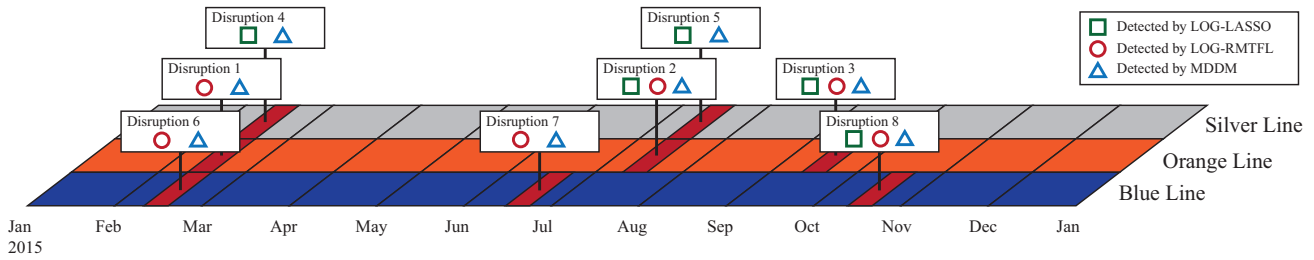 Disruption 4
Disruption 5
Detected by LOG-LASSO
Detected by LOG-RMTFL
Detected by MDDM
Disruption 1
Disruption 2
Disruption 3
Disruption 6
Disruption 7
Disruption 8
Silver Line
Orange Line
Blue Line
Jan Feb Mar Apr May Jun Jul Aug Sep Oct Nov Dec Jan
2015